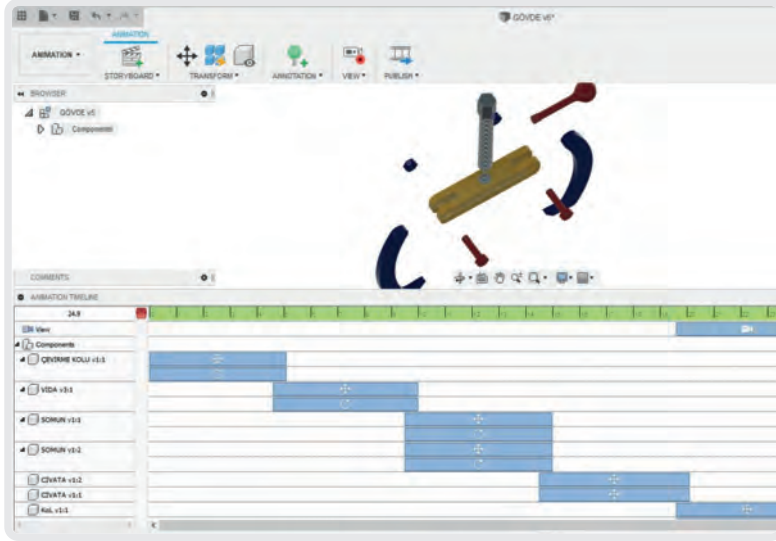 GÖVDE v6*
ANIMATION
ANIMATION
STORYBOARD TRANSFORM ANNOTATION VIEW PUBLISH
BROWSER
GÖVDE v6
Components
COMMENTS
ANIMATION TIMELINE
24.9
View
Components
ÇEVİRME KOLU v1:1
VİDA v1:1
SOMUN v1:1
SOMUN v1:2
CIVATA v1:2
CIVATA v1:1
KoL v1:1